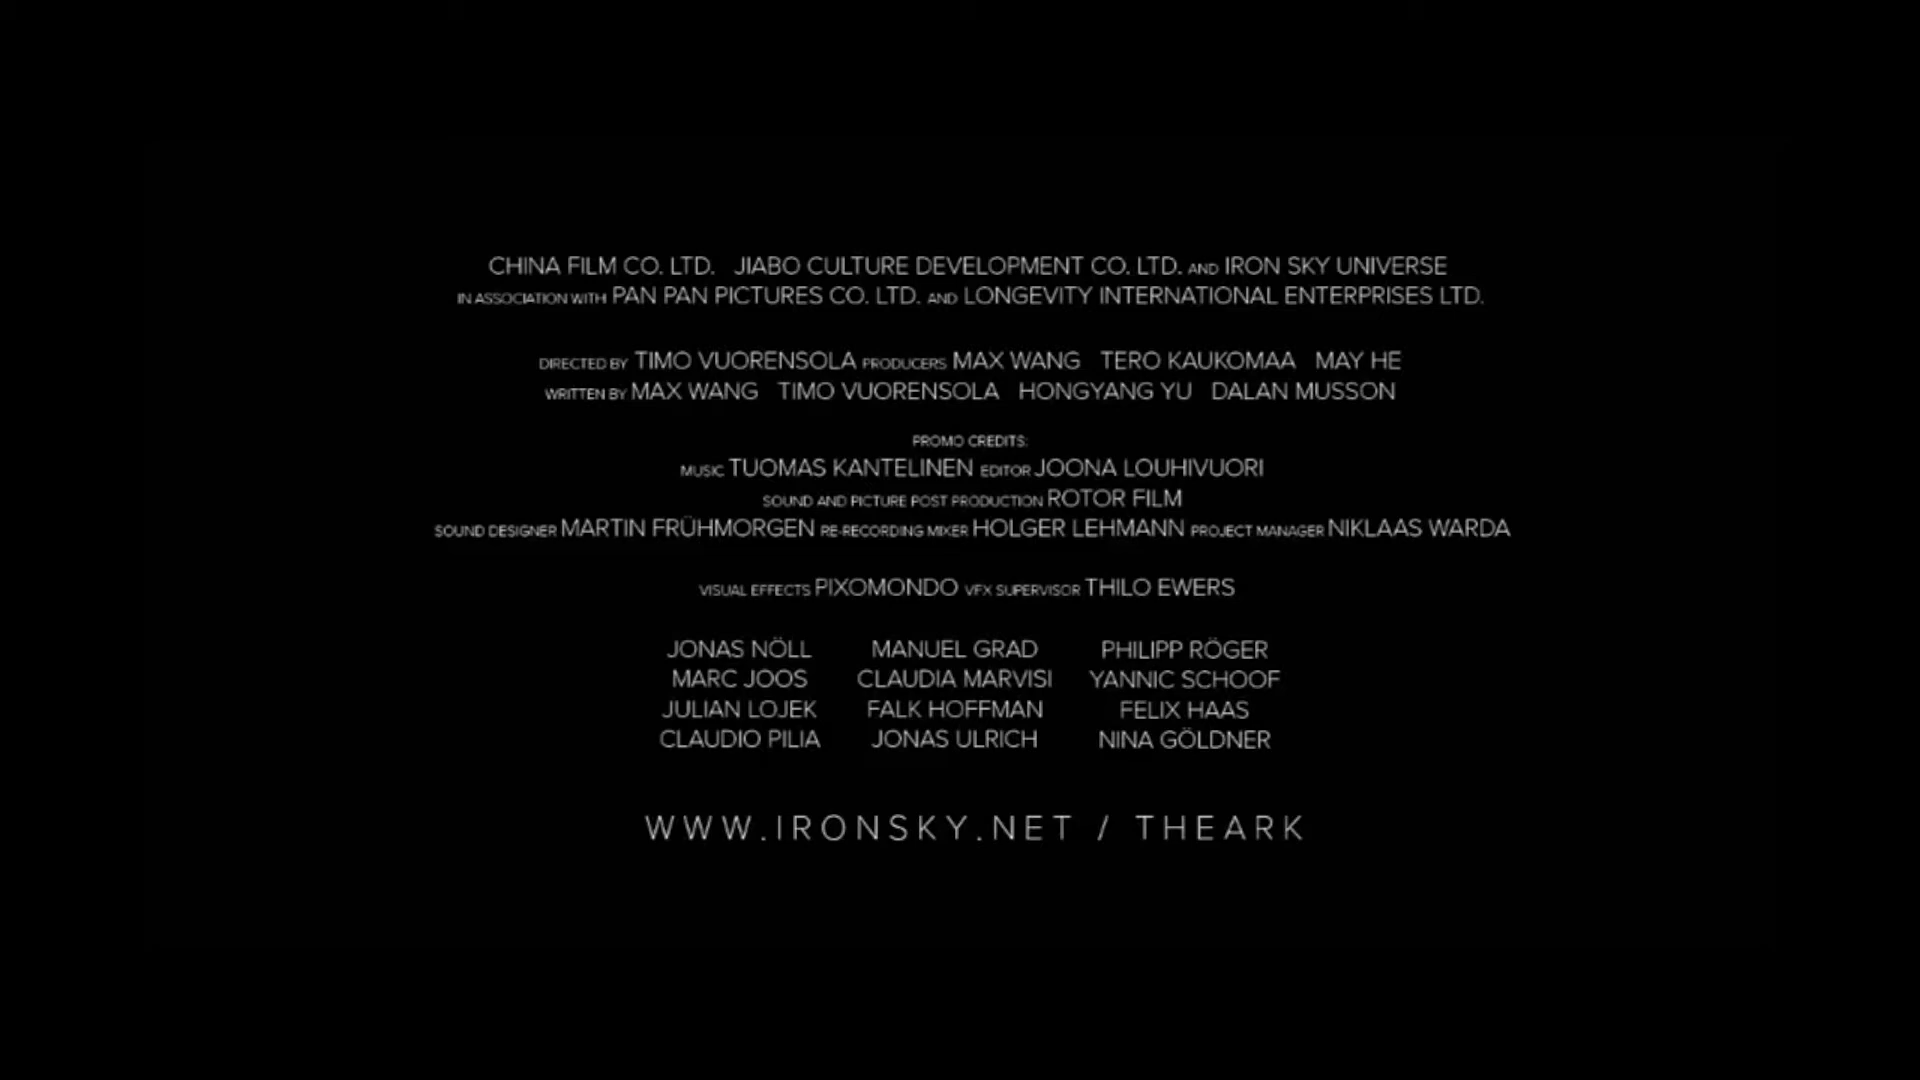 CHINA FILM CO. LTD. JIABO CULTURE DEVELOPMENT CO. LTD. AND IRON SKY UNIVERSE
IN ASSOCIATION WITH PAN PAN PICTURES CO. LTD. AND LONGEVITY INTERNATIONAL ENTERPRISES LTD.
DIRECTED BY TIMO VUORENSOLA PRODUCERS MAX WANG TERO KAUKOMAA MAY HE
WRITTEN BY MAX WANG TIMO VUORENSOLA HONGYANG YU DALAN MUSSON
PROMO CREDITS:
MUSIC TUOMAS KANTELINEN EDITOR JOONA LOUHIVUORI
SOUND AND PICTURE POST PRODUCTION ROTOR FILM
SOUND DESIGNER MARTIN FRÜHMORGEN RE-RECORDING MIXER HOLGER LEHMANN PROJECT MANAGER NIKLAAS WARDA
VISUAL EFFECTS PIXOMONDO VFX SUPERVISOR THILO EWERS
JONAS NÖLL MANUEL GRAD PHILIPP RÖGER
MARC JOOS CLAUDIA MARVISI YANNIC SCHOOF
JULIAN LOJEK FALK HOFFMAN FELIX HAAS
CLAUDIO PILIA JONAS ULRICH NINA GÖLDNER
WWW.IRONSKY.NET / THEARK